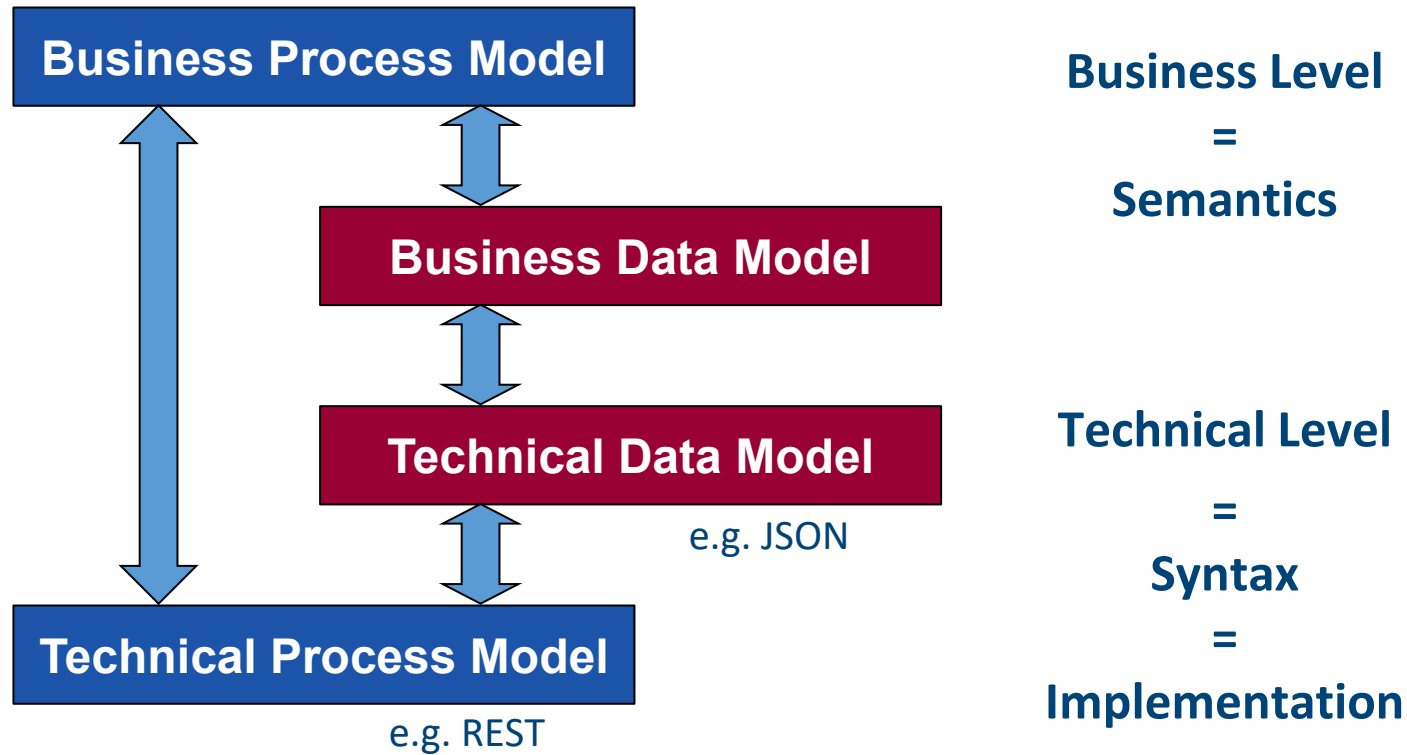 Business Process Model
Business Data Model
Technical Data Model
e.g. JSON
Technical Process Model
e.g. REST
Business Level
=
Semantics
Technical Level
=
Syntax
=
Implementation